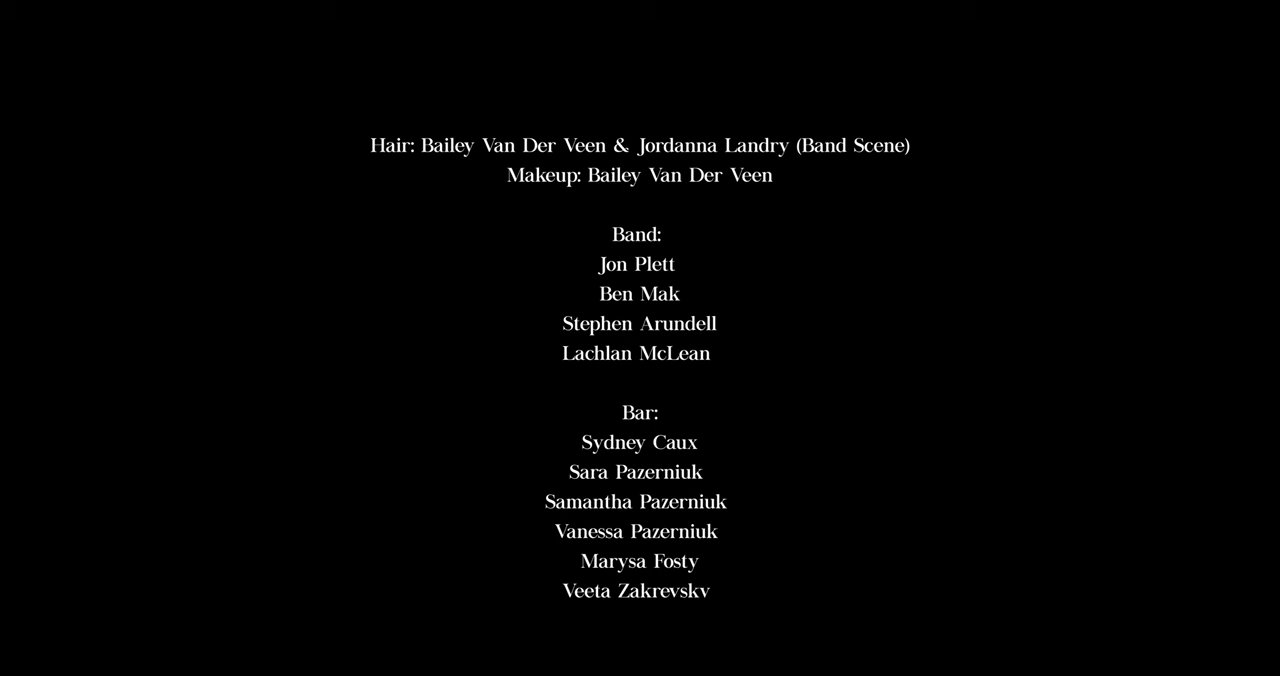 Hair: Bailey Van Der Veen & Jordanna Landry (Band Scene)
Makeup: Bailey Van Der Veen
Band:
Jon Plett
Ben Mak
Stephen Arundell
Lachlan McLean
Bar:
Sydney Caux
Sara Pazerniuk
Samantha Pazerniuk
Vanessa Pazerniuk
Marysa Fosty
Veeta Zakrevsky